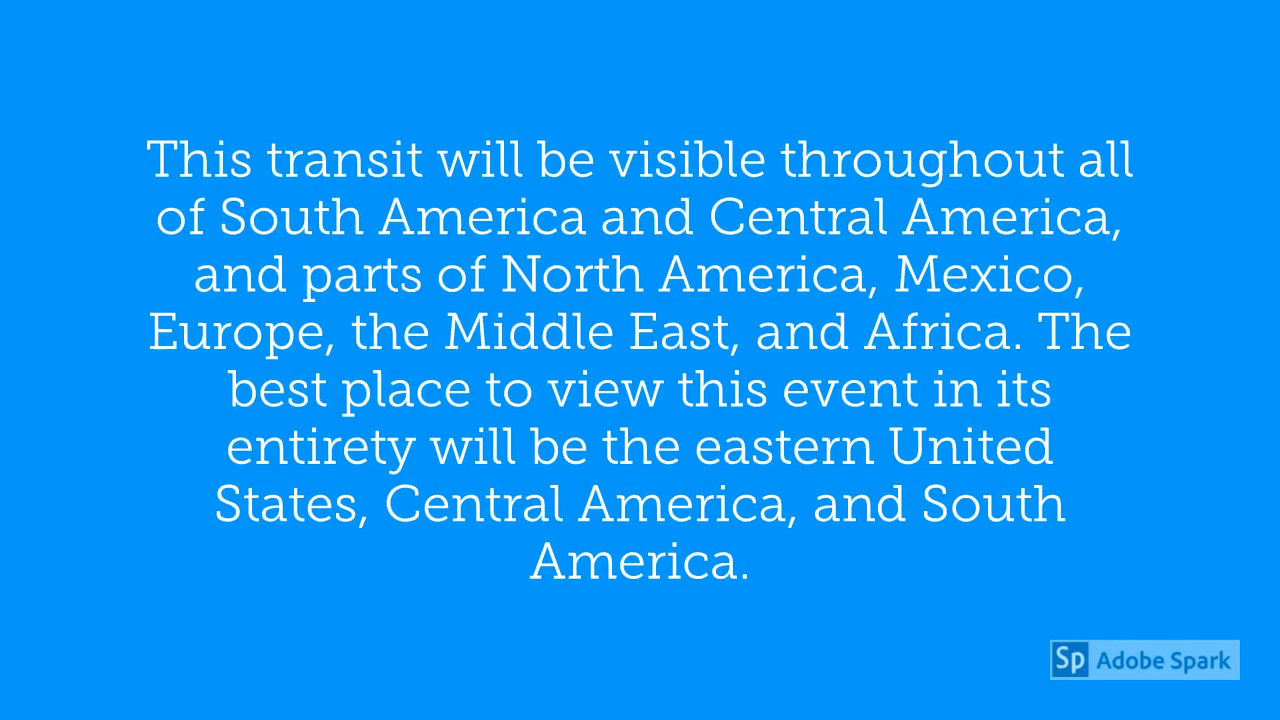 This transit will be visible throughout all
of South America and Central America,
and parts of North America, Mexico,
Europe, the Middle East, and Africa. The
best place to view this event in its
entirety will be the eastern United
States, Central America, and South
America.
Sp Adobe Spark